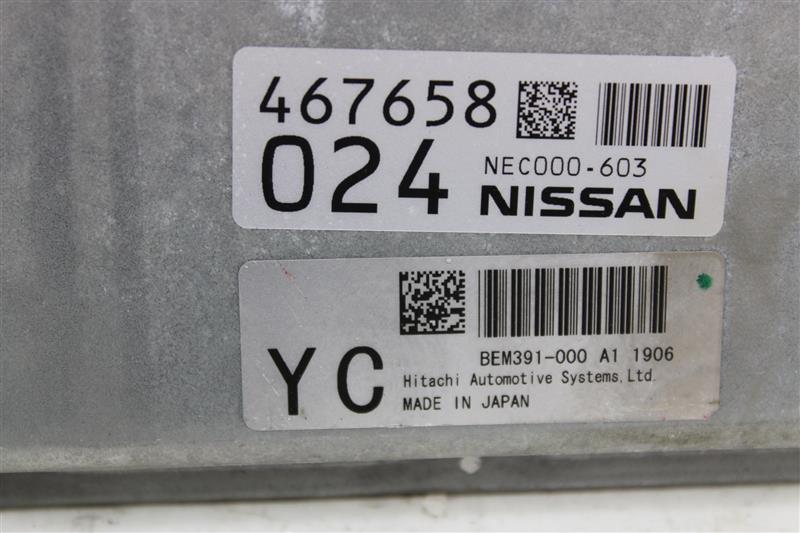 467658
024 NEC000-603
NISSAN
BEM391-000 A1 1906
YC Hitachi Automotive Systems,Ltd.
MADE IN JAPAN